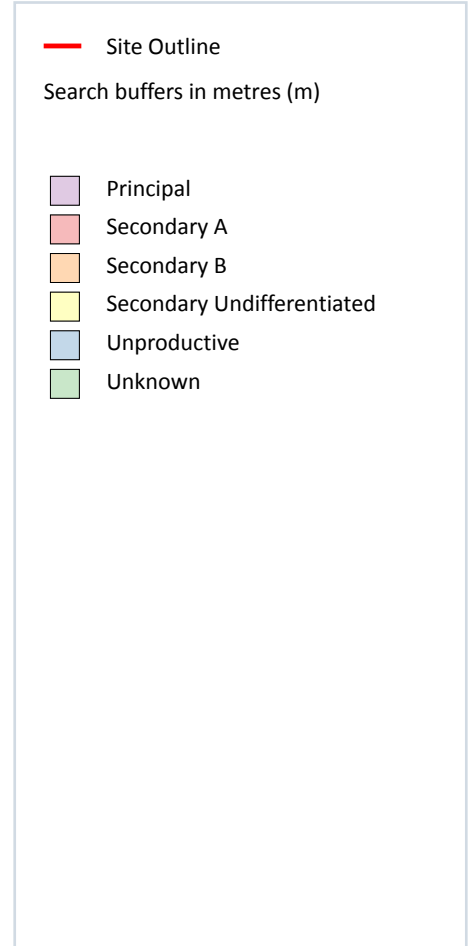 Site Outline
Search buffers in metres (m)
Principal
Secondary A
Secondary B
Secondary Undifferentiated
Unproductive
Unknown